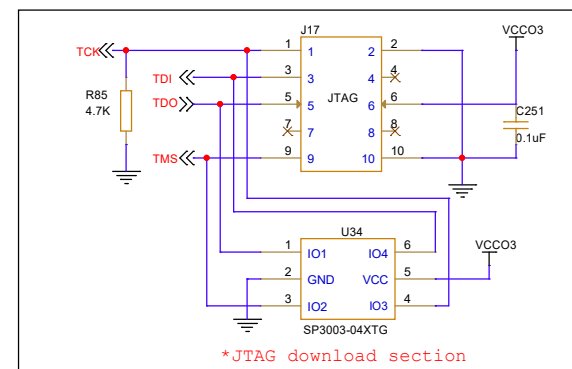 J17
VCCO3
TCK 1 1 2 2
TDI 3 3 JTAG 4 4
R85
4.7K
TDO 5 5 6 6
C251
0.1uF
7 7 8 8
TMS 9 9 10 10
U34
VCCO3
1 IO1 IO4 6
2 GND VCC 5
3 IO2 IO3 4
SP3003-04XTG
*JTAG download section